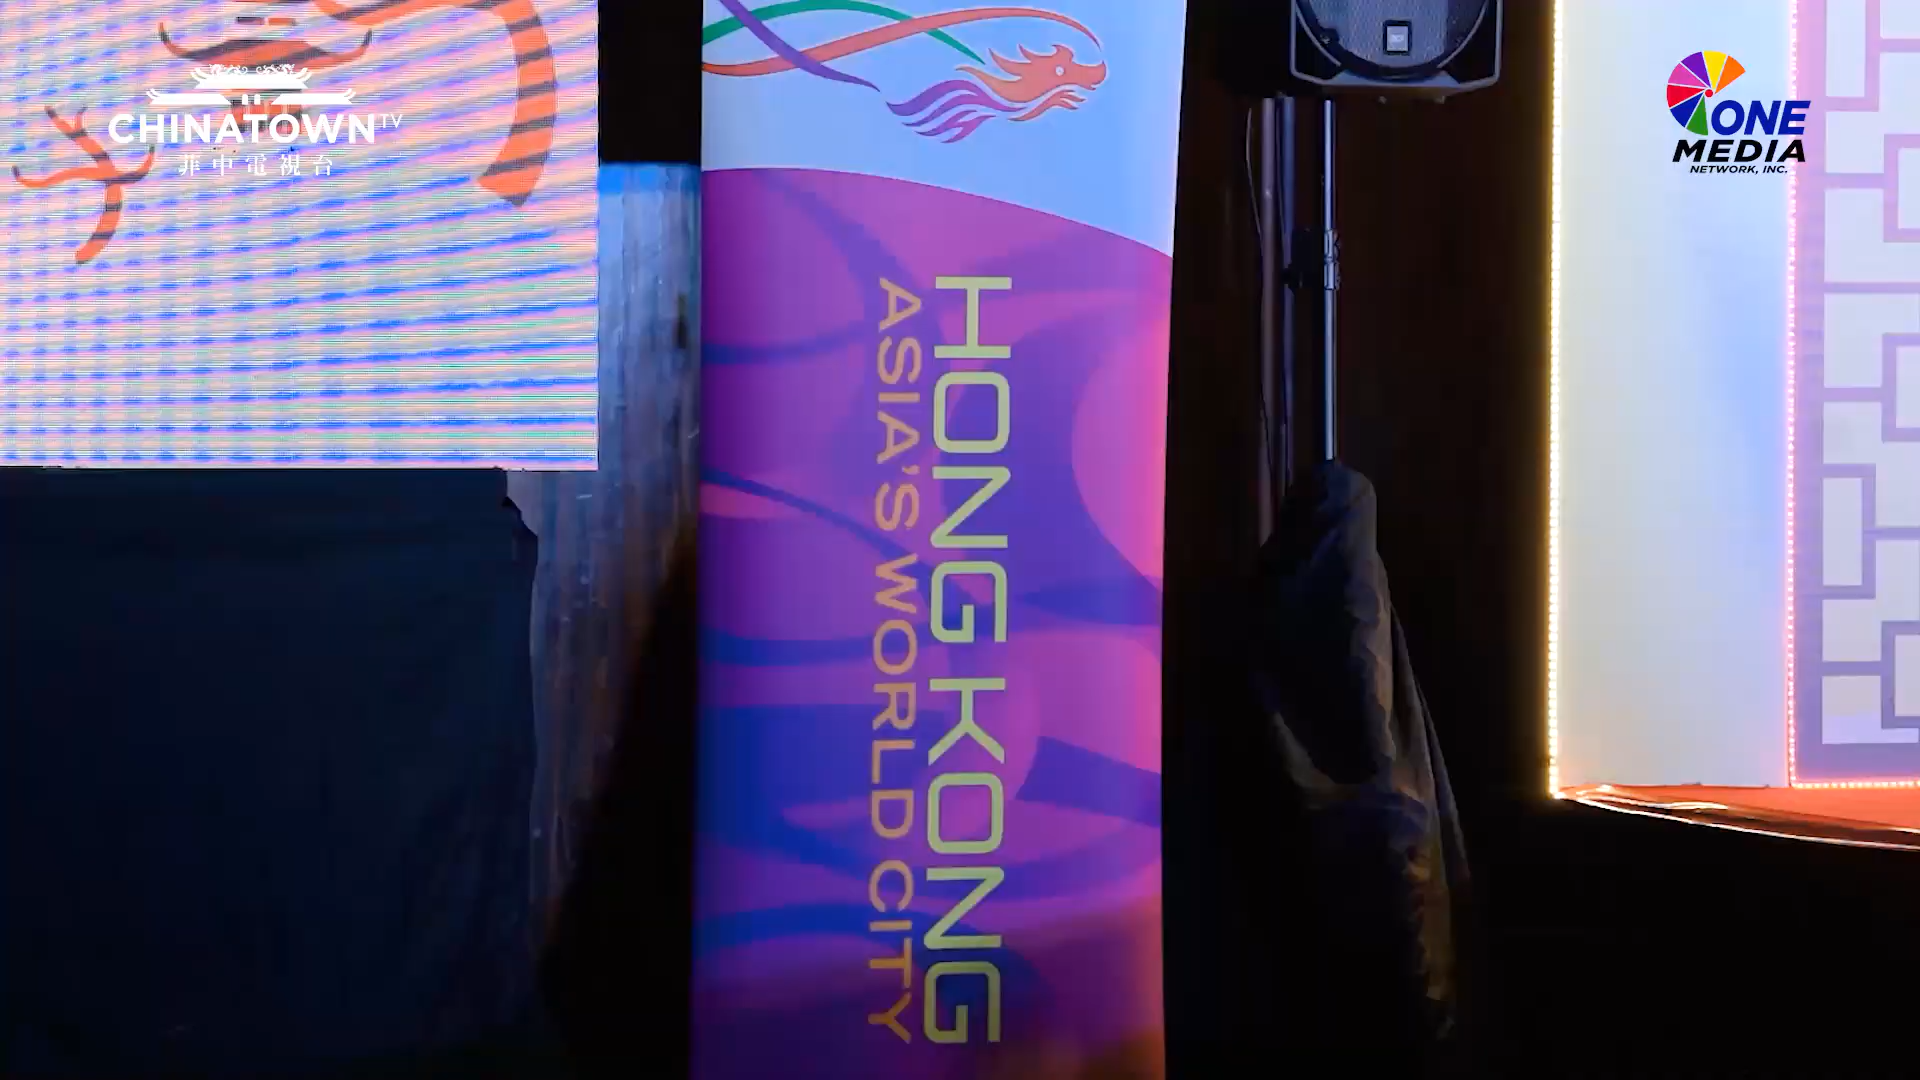 CHINATOWN TV
菲中電視台
HONG KONG
ASIA'S WORLD CITY
ONE
MEDIA
NETWORK, INC.